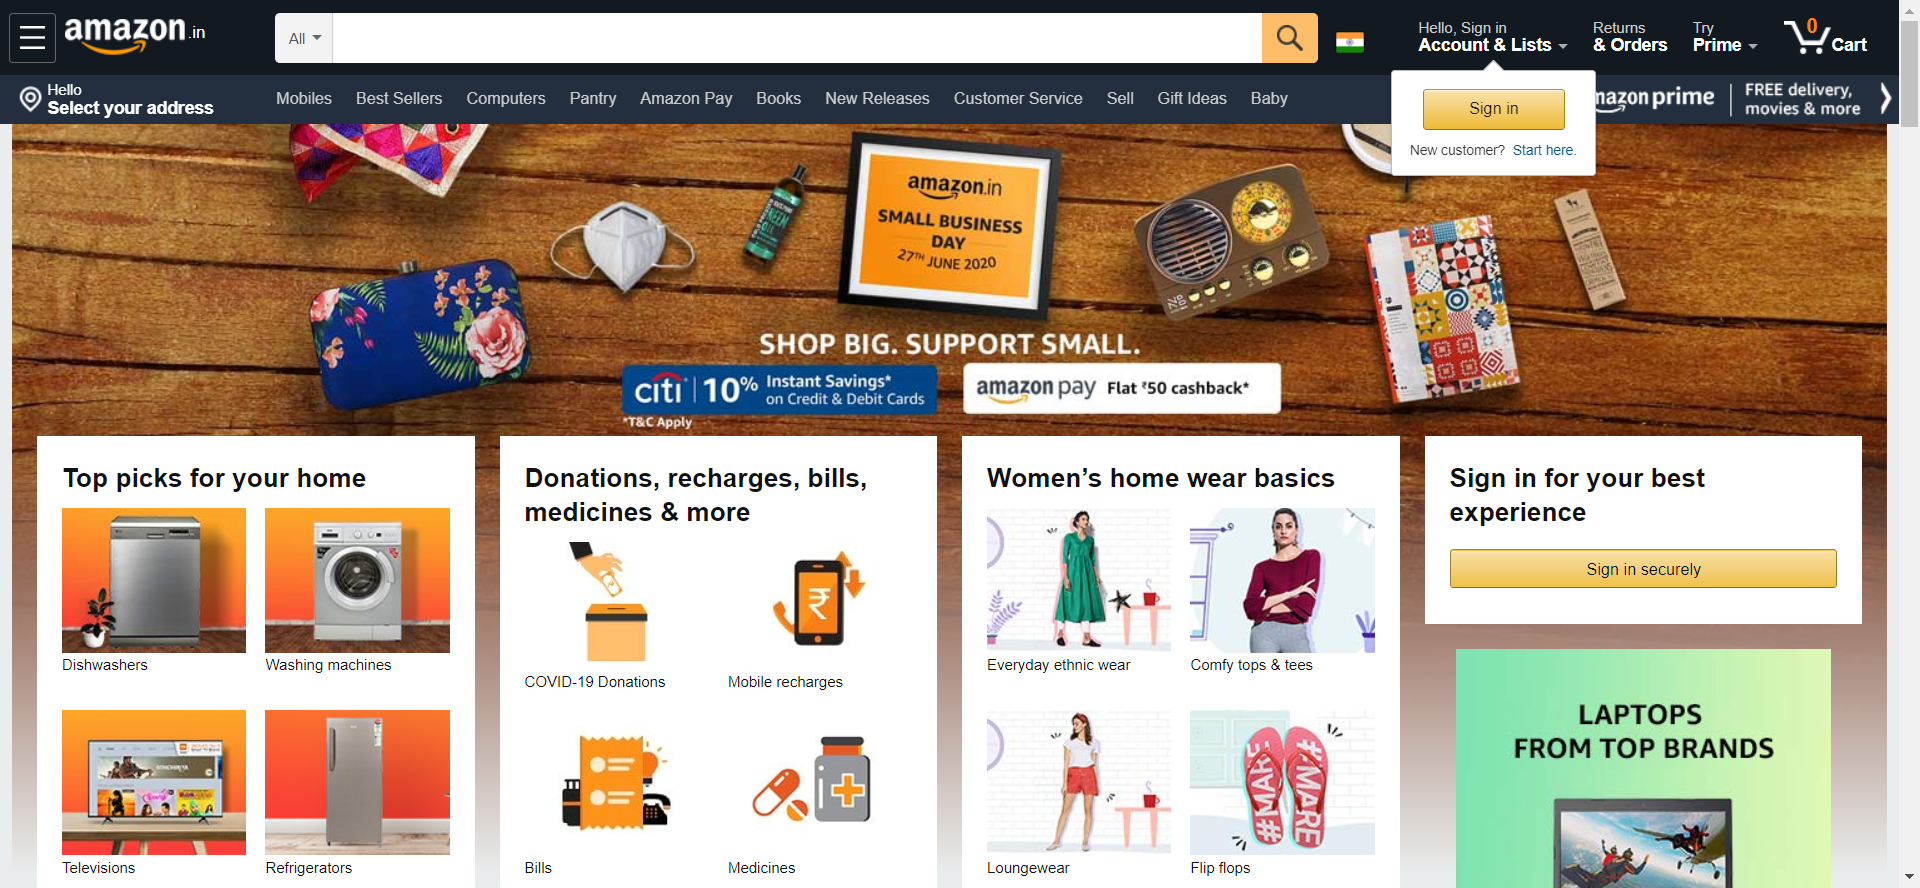 amazon.in
All
Hello, Sign in
Account & Lists
Returns
& Orders
Try
Prime
0
Cart
Hello
Select your address
Mobiles
Best Sellers
Computers
Pantry
Amazon Pay
Books
New Releases
Customer Service
Sell
Gift Ideas
Baby
Sign in
New customer? Start here.
mazon prime
FREE delivery,
movies & more
amazon.in
SMALL BUSINESS
DAY
27TH JUNE 2020
SHOP BIG. SUPPORT SMALL.
citi
10%
Instant Savings*
on Credit & Debit Cards
*T&C Apply
amazon pay
Flat ₹50 cashback*
Top picks for your home
Dishwashers
Washing machines
Televisions
Refrigerators
Donations, recharges, bills,
medicines & more
COVID-19 Donations
Mobile recharges
₹
Bills
Medicines
Women’s home wear basics
Everyday ethnic wear
Comfy tops & tees
Loungewear
#MARE
#MARE
Flip flops
Sign in for your best
experience
Sign in securely
LAPTOPS
FROM TOP BRANDS